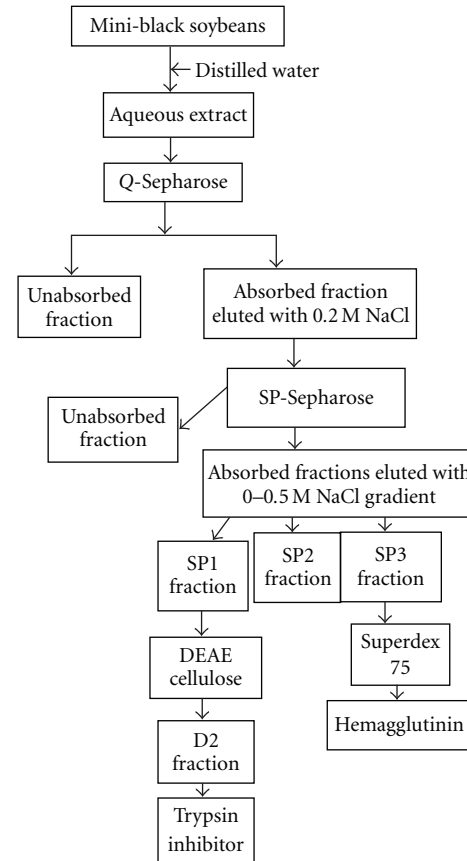 Mini-black soybeans
Distilled water
Aqueous extract
Q-Sepharose
Unabsorbed
fraction
Absorbed fraction
eluted with 0.2 M NaCl
SP-Sepharose
Unabsorbed
fraction
Absorbed fractions eluted with
0–0.5 M NaCl gradient
SP1
fraction
SP2
fraction
SP3
fraction
DEAE
cellulose
Superdex
75
D2
fraction
Hemagglutinin
Trypsin
inhibitor